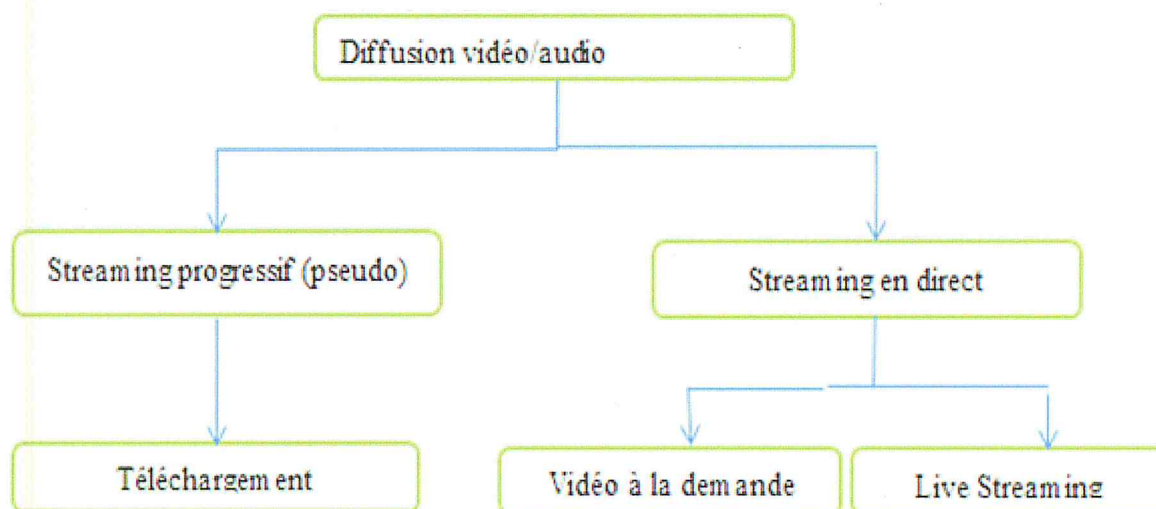 Diffusion vidéo/audio
Streaming progressif (pseudo)
Streaming en direct
Téléchargement
Vidéo à la demande
Live Streaming